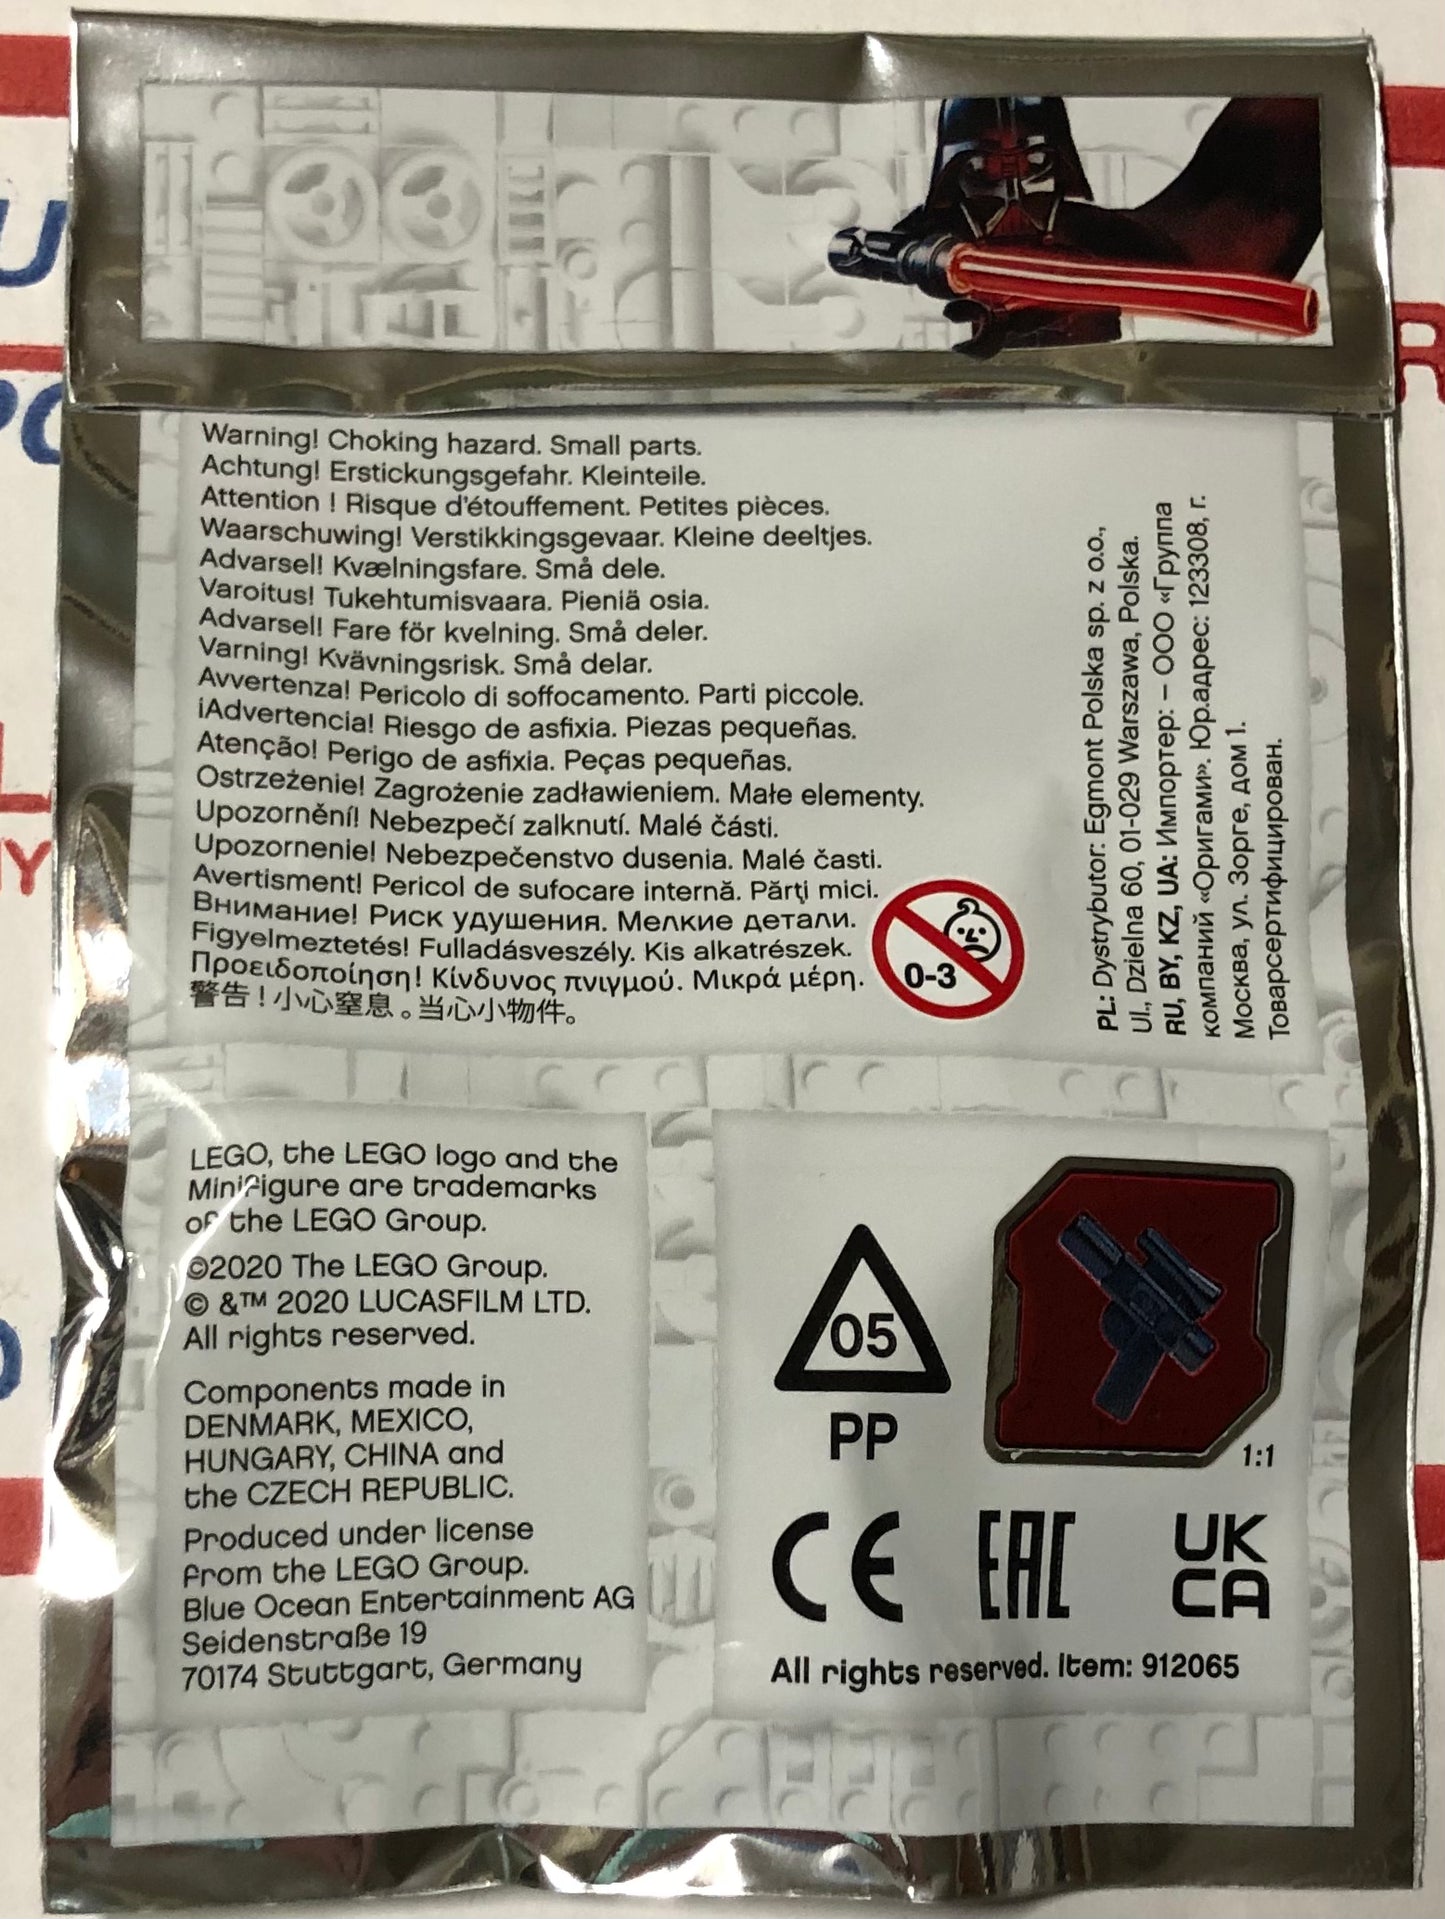 Warning! Choking hazard. Small parts.
Achtung! Erstickungsgefahr. Kleinteile.
Attention ! Risque d'étouffement. Petites pièces.
Waarschuwing! Verstikkingsgevaar. Kleine deeltjes.
Advarsel! Kvælningsfare. Små dele.
Varoitus! Tukehtumisvaara. Pieniä osia.
Advarsel! Fare för kvelning. Små deler.
Varning! Kvävningsrisk. Små delar.
Avvertenza! Pericolo di soffocamento. Parti piccole.
¡Advertencia! Riesgo de asfixia. Piezas pequeñas.
Atenção! Perigo de asfixia. Peças pequeñas.
Ostrzeżenie! Zagrożenie zadławieniem. Małe elementy.
Upozornění! Nebezpečí zalknutí. Malé části.
Upozornenie! Nebezpečenstvo dusenia. Malé časti.
Avertisment! Pericol de sufocare internă. Părţi mici.
Внимание! Риск удушения. Мелкие детали.
Figyelmeztetés! Fulladásveszély. Kis alkatrészek.
Προειδοποίηση! Κίνδυνος πνιγμού. Μικρά μέρη.
警告！小心窒息。当心小物件。
0-3
PL: Dystrybutor: Egmont Polska sp. z o.o.,
Ul., Dzielna 60, 01-029 Warszawa, Polska.
RU, BY, KZ, UA: Импортер: – ООО «Группа
компаний «Оригами». Юр.адрес: 123308, г.
Москва, ул. Зорге, дом 1.
Товарсертифицирован.
LEGO, the LEGO logo and the
Minifigure are trademarks
of the LEGO Group.
©2020 The LEGO Group.
© &™ 2020 LUCASFILM LTD.
All rights reserved.
Components made in
DENMARK, MEXICO,
HUNGARY, CHINA and
the CZECH REPUBLIC.
Produced under license
from the LEGO Group.
Blue Ocean Entertainment AG
Seidenstraße 19
70174 Stuttgart, Germany
05
PP
1:1
CE EAC UK
CA
All rights reserved. Item: 912065